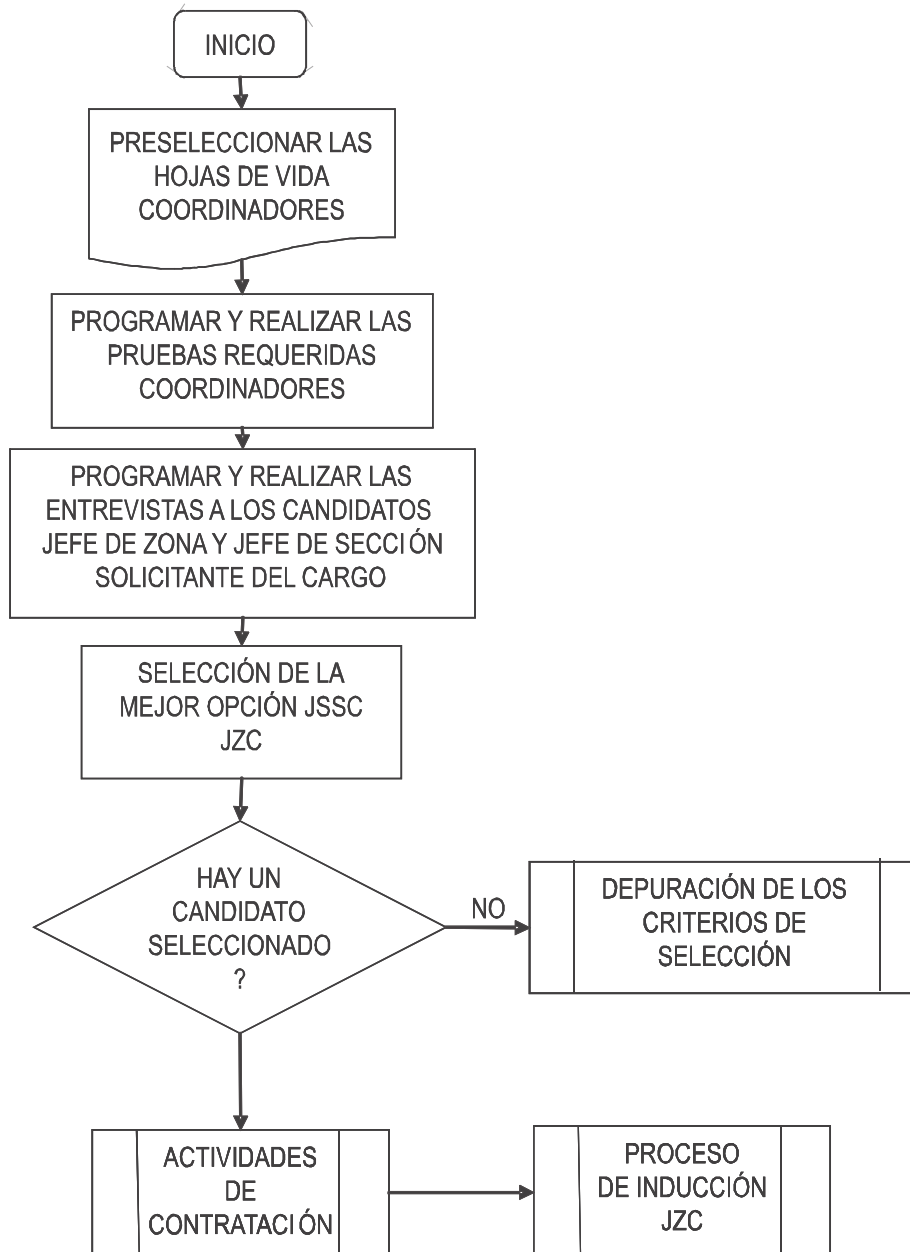 INICIO
PRESELECCIONAR LAS
HOJAS DE VIDA
COORDINADORES
PROGRAMAR Y REALIZAR LAS
PRUEBAS REQUERIDAS
COORDINADORES
PROGRAMAR Y REALIZAR LAS
ENTREVISTAS A LOS CANDIDATOS
JEFE DE ZONA Y JEFE DE SECCIÓN
SOLICITANTE DEL CARGO
SELECCIÓN DE LA
MEJOR OPCIÓN JSSC
JZC
HAY UN
CANDIDATO
SELECCIONADO
?
NO
DEPURACIÓN DE LOS
CRITERIOS DE
SELECCIÓN
ACTIVIDADES
DE
CONTRATACIÓN
PROCESO
DE INDUCCIÓN
JZC